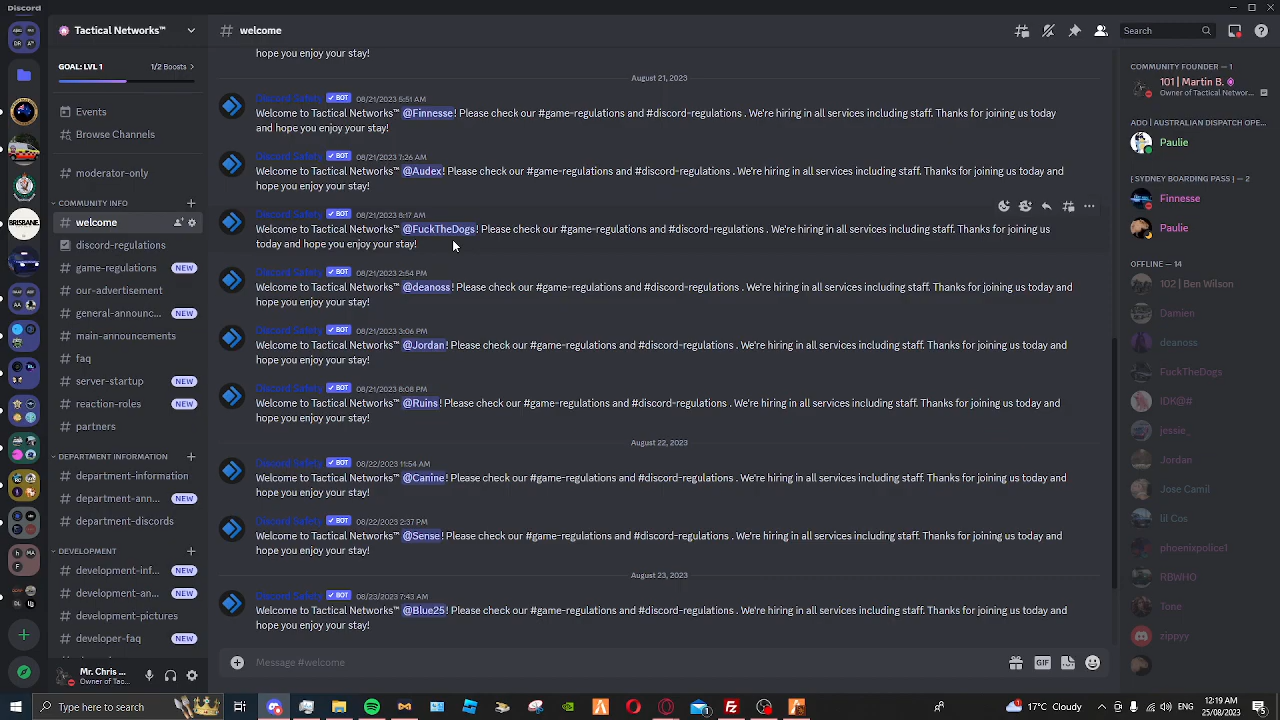 Discord
Tactical Networks™
# welcome
Search
GOAL: LVL 1
1/2 Boosts >
Events
Browse Channels
moderator-only
COMMUNITY INFO
welcome
discord-regulations
game-regulations NEW
our-advertisement
general-announc... NEW
main-announcements
faq
server-startup NEW
reaction-roles NEW
partners
DEPARTMENT INFORMATION
department-information
department-ann... NEW
department-discords
DEVELOPMENT
development-inf... NEW
development-an... NEW
development-pictures
developer-faq NEW
Mr. Chris ...
Owner of Tac...
hope you enjoy your stay!
August 21, 2023
Discord Safety BOT 08/21/2023 5:51 AM
Welcome to Tactical Networks™ @Finnesse! Please check our #game-regulations and #discord-regulations . We're hiring in all services including staff. Thanks for joining us today
and hope you enjoy your stay!
Discord Safety BOT 08/21/2023 7:26 AM
Welcome to Tactical Networks™ @Audex! Please check our #game-regulations and #discord-regulations . We're hiring in all services including staff. Thanks for joining us today and
hope you enjoy your stay!
Discord Safety BOT 08/21/2023 8:17 AM
Welcome to Tactical Networks™ @FuckTheDogs! Please check our #game-regulations and #discord-regulations . We're hiring in all services including staff. Thanks for joining us
today and hope you enjoy your stay!
Discord Safety BOT 08/21/2023 2:54 PM
Welcome to Tactical Networks™ @deanoss! Please check our #game-regulations and #discord-regulations . We're hiring in all services including staff. Thanks for joining us today and
hope you enjoy your stay!
Discord Safety BOT 08/21/2023 3:06 PM
Welcome to Tactical Networks™ @Jordan! Please check our #game-regulations and #discord-regulations . We're hiring in all services including staff. Thanks for joining us today and
hope you enjoy your stay!
Discord Safety BOT 08/21/2023 8:08 PM
Welcome to Tactical Networks™ @Ruins! Please check our #game-regulations and #discord-regulations . We're hiring in all services including staff. Thanks for joining us today and
hope you enjoy your stay!
August 22, 2023
Discord Safety BOT 08/22/2023 11:54 AM
Welcome to Tactical Networks™ @Canine! Please check our #game-regulations and #discord-regulations . We're hiring in all services including staff. Thanks for joining us today and
hope you enjoy your stay!
Discord Safety BOT 08/22/2023 2:37 PM
Welcome to Tactical Networks™ @Sense! Please check our #game-regulations and #discord-regulations . We're hiring in all services including staff. Thanks for joining us today and
hope you enjoy your stay!
August 23, 2023
Discord Safety BOT 08/23/2023 7:43 AM
Welcome to Tactical Networks™ @Blue25! Please check our #game-regulations and #discord-regulations . We're hiring in all services including staff. Thanks for joining us today and
hope you enjoy your stay!
Message #welcome
GIF
COMMUNITY FOUNDER — 1
101 | Martin B.
Owner of Tactical Networ...
ADO | AUSTRALIAN DISPATCH OPE...
Paulie
[ SYDNEY BOARDING PASS ] — 2
Finnesse
Paulie
OFFLINE — 14
102 | Ben Wilson
Damien
deanoss
FuckTheDogs
IDK@#
jessie_
Jordan
Jose Camil
lil Cos
phoenixpolice1
RBWHO
Tone
zippyy
Type here to search
17°C Cloudy
12:19 AM
25/08/2023